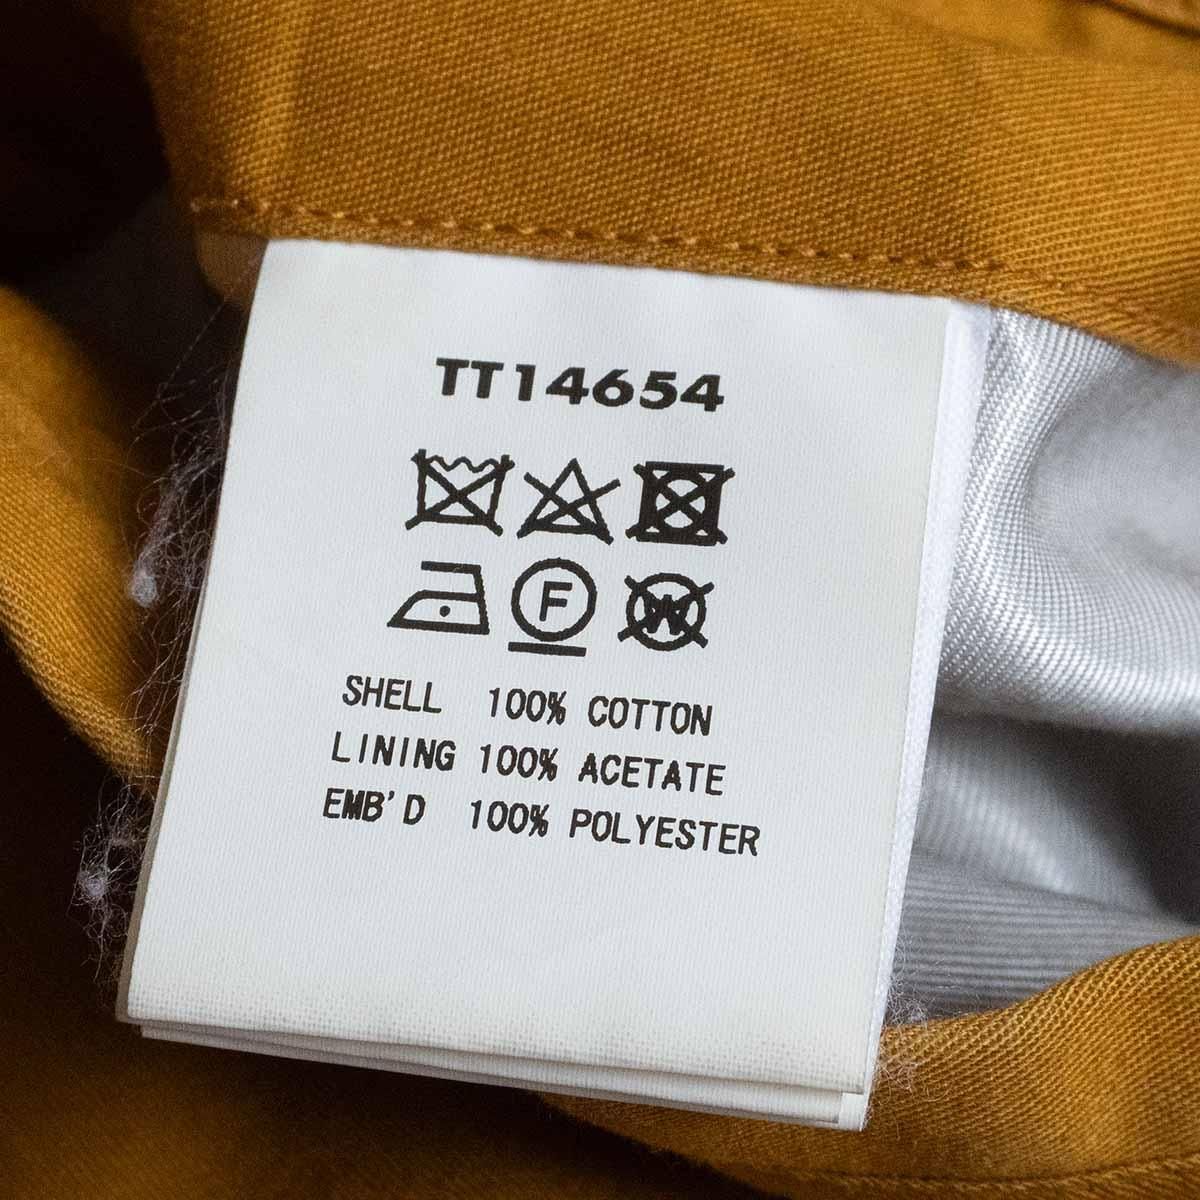 TT14654
F
W
SHELL 100% COTTON
LINING 100% ACETATE
EMB'D 100% POLYESTER